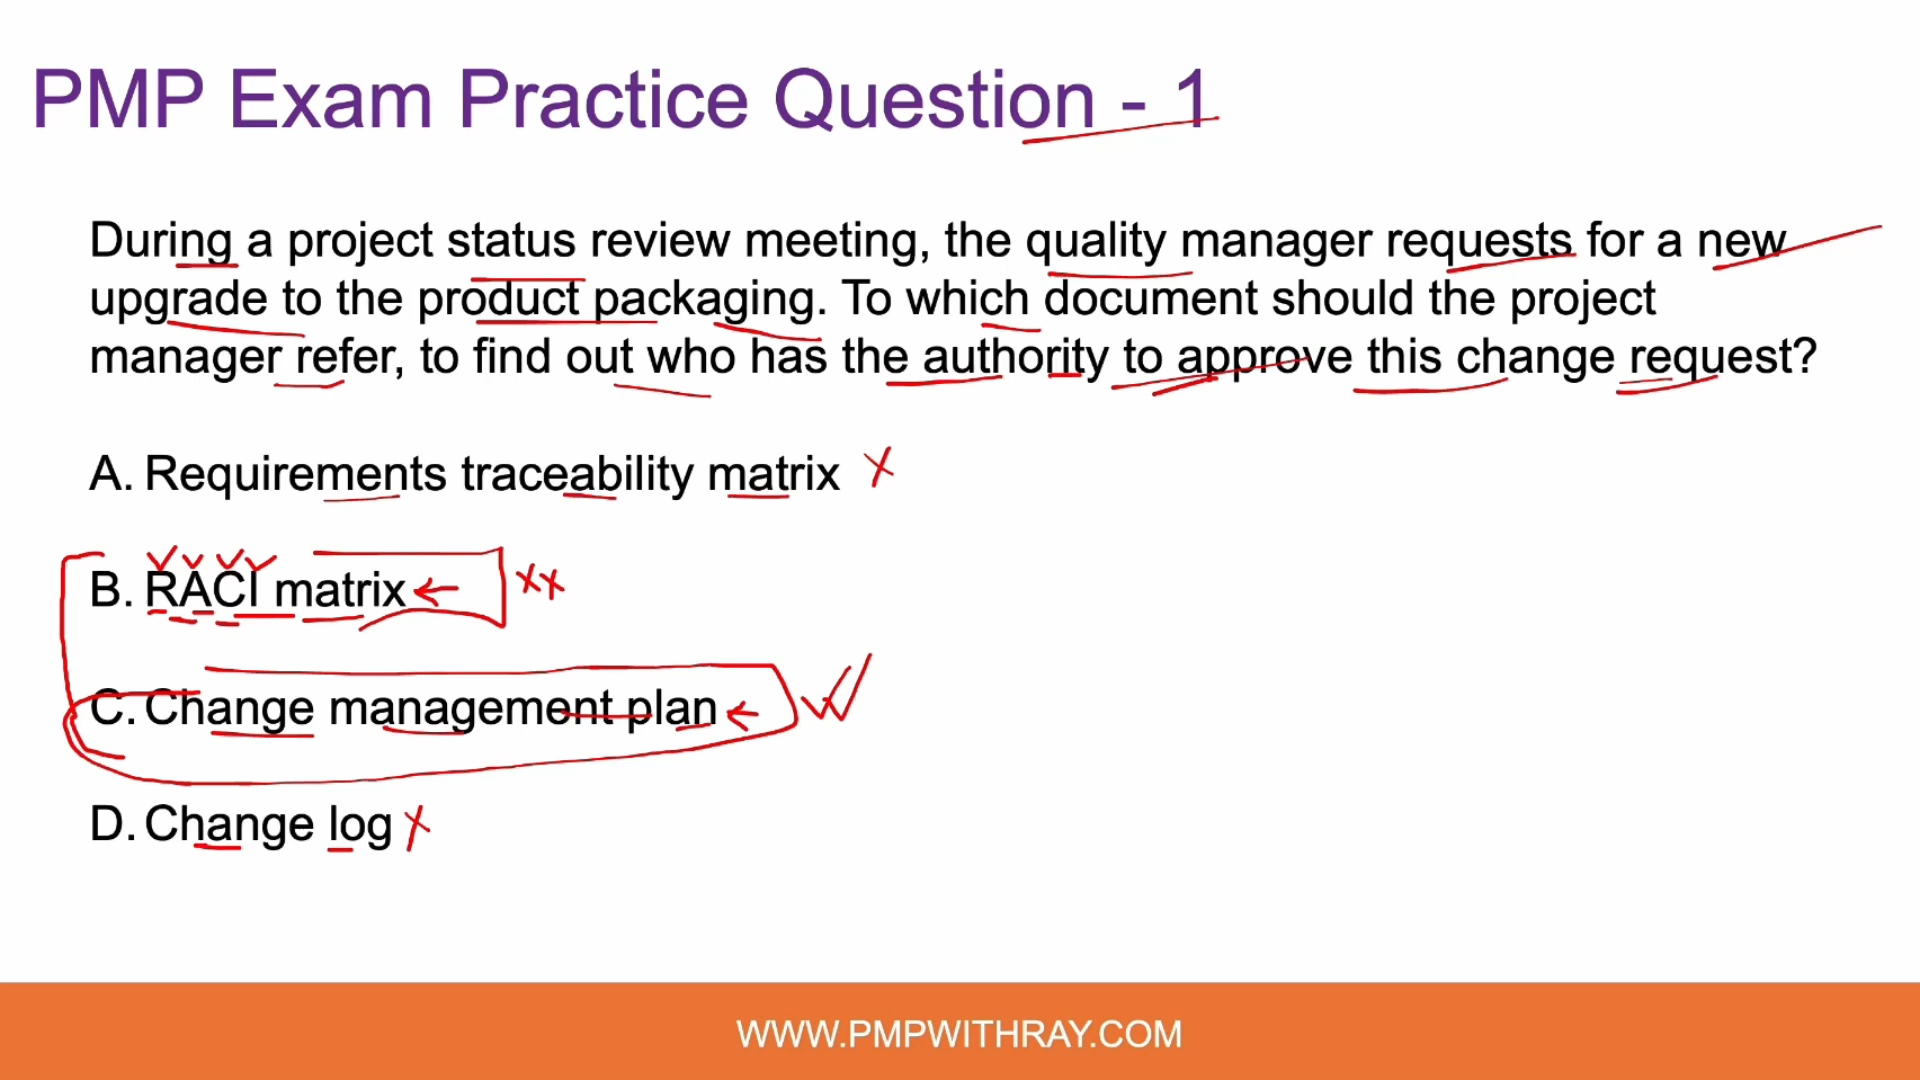 PMP Exam Practice Question - 1
During a project status review meeting, the quality manager requests for a new
upgrade to the product packaging. To which document should the project
manager refer, to find out who has the authority to approve this change request?
A. Requirements traceability matrix
B. RACI matrix
C. Change management plan
D. Change log
WWW.PMPWITHRAY.COM